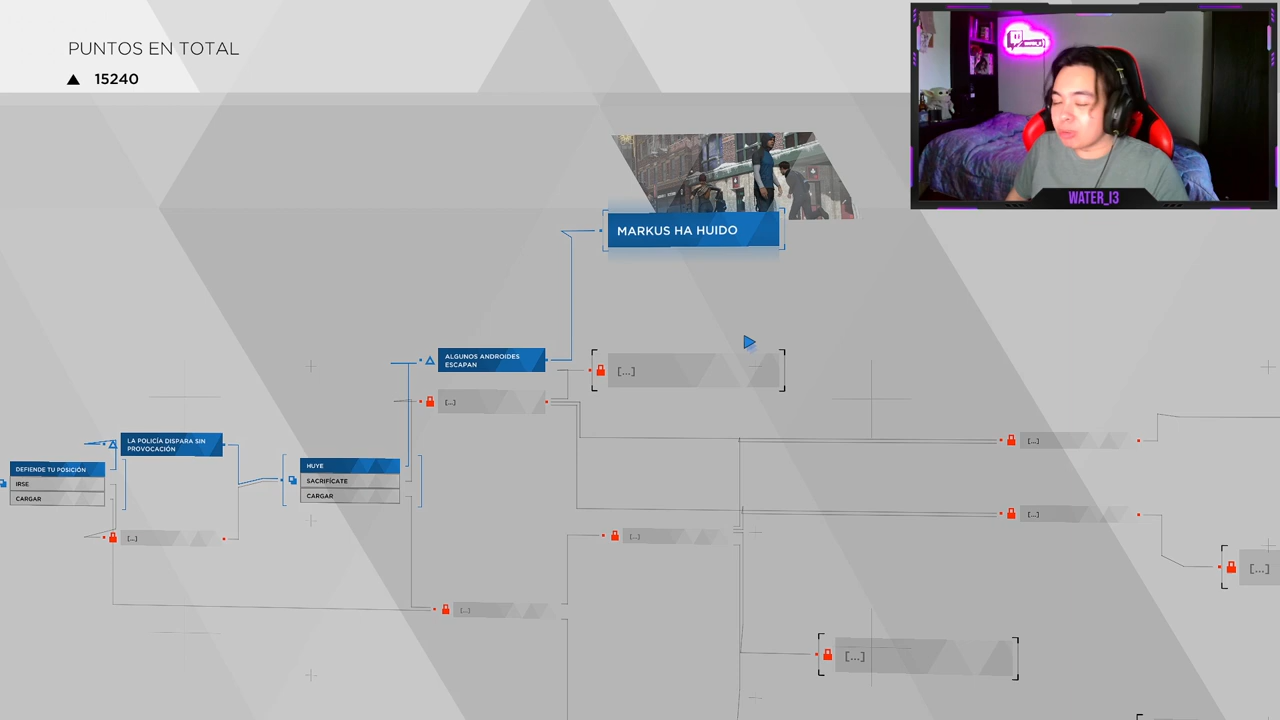 PUNTOS EN TOTAL
15240
WATER_I3
MARKUS HA HUIDO
ALGUNOS ANDROIDES
ESCAPAN
[...]
[...]
LA POLICÍA DISPARA SIN
PROVOCACIÓN
[...]
DEFIENDE TU POSICIÓN
IRSE
CARGAR
HUYE
SACRIFÍCATE
CARGAR
[...]
[...]
[...]
[...]
[...]
[...]